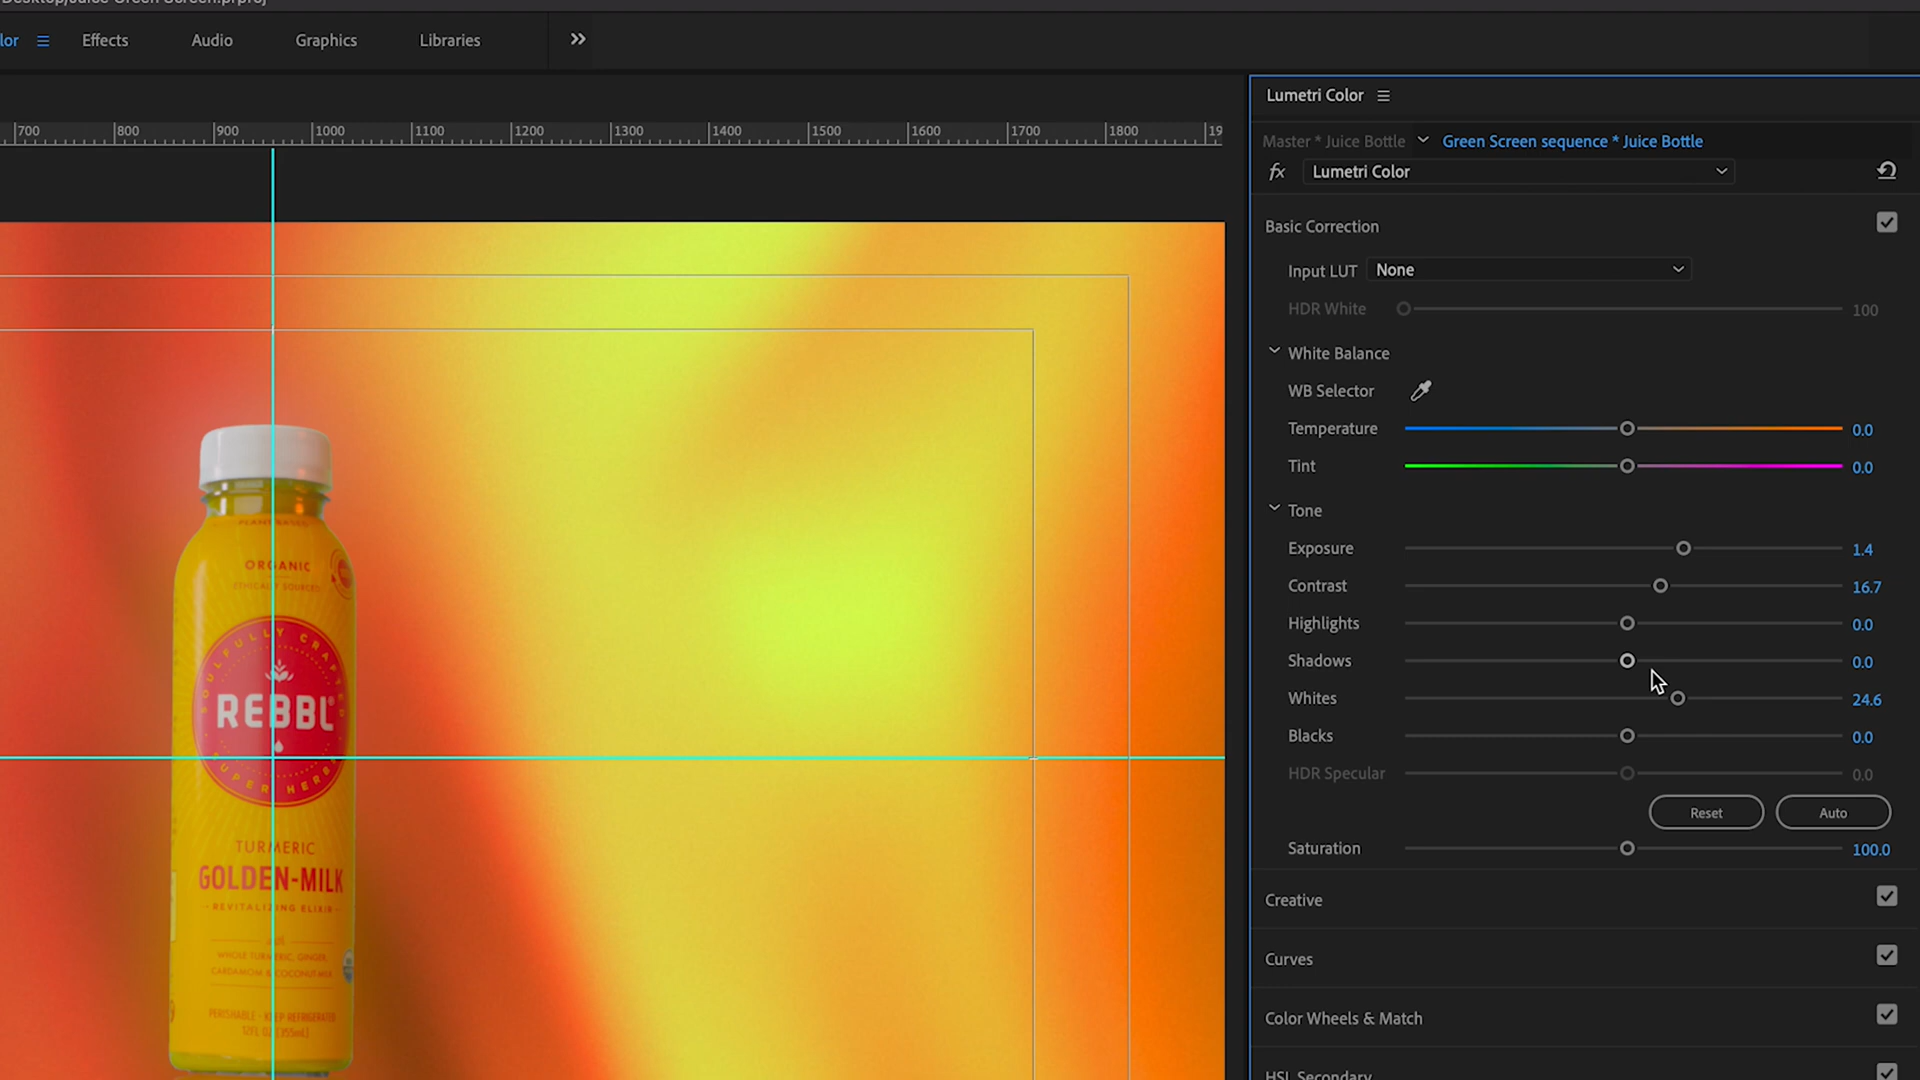 Desktop/Juice Green Screen.prproj
lor Effects Audio Graphics Libraries
Lumetri Color
700 800 900 1000 1100 1200 1300 1400 1500 1600 1700 1800 19
Master * Juice Bottle Green Screen sequence * Juice Bottle
fx Lumetri Color
Basic Correction
Input LUT None
HDR White 100
White Balance
WB Selector
Temperature 0.0
Tint 0.0
Tone
Exposure 1.4
Contrast 16.7
Highlights 0.0
Shadows 0.0
Whites 24.6
Blacks 0.0
HDR Specular 0.0
Reset Auto
Saturation 100.0
Creative
Curves
Color Wheels & Match
HSL Secondary
PLANT-BASED
ORGANIC
ETHICALLY SOURCED
SOULFULLY CRAFTED
REBBL
SUPER HERB
TURMERIC
GOLDEN-MILK
REVITALIZING ELIXIR
WHOLE TURMERIC, GINGER,
CARDAMOM & COCONUT-MILK
PERISHABLE - KEEP REFRIGERATED
12FL OZ (355mL)